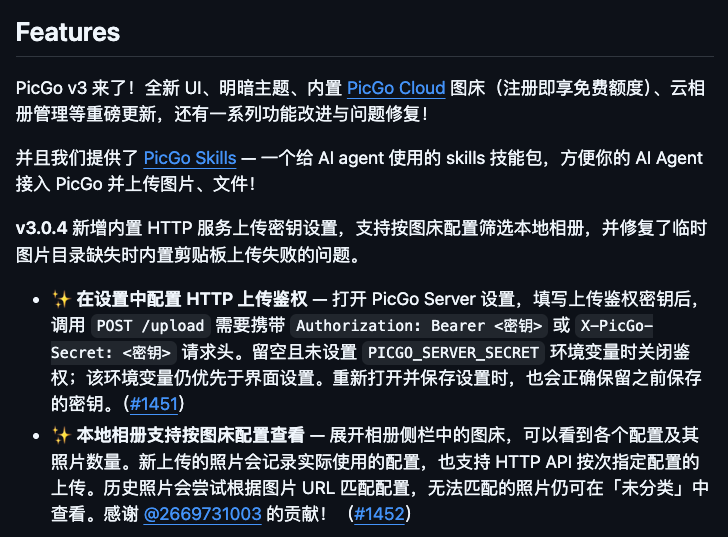 Features
PicGo v3 来了！全新 UI、明暗主题、内置 PicGo Cloud 图床（注册即享免费额度）、云相
册管理等重磅更新，还有一系列功能改进与问题修复！
并且我们提供了 PicGo Skills — 一个给 AI agent 使用的 skills 技能包，方便你的 AI Agent
接入 PicGo 并上传图片、文件！
v3.0.4 新增内置 HTTP 服务上传密钥设置，支持按图床配置筛选本地相册，并修复了临时
图片目录缺失时内置剪贴板上传失败的问题。
• ✨ 在设置中配置 HTTP 上传鉴权 — 打开 PicGo Server 设置，填写上传鉴权密钥后，
调用 POST /upload 需要携带 Authorization: Bearer <密钥> 或 X-PicGo-
Secret: <密钥> 请求头。留空且未设置 PICGO_SERVER_SECRET 环境变量时关闭鉴
权；该环境变量仍优先于界面设置。重新打开并保存设置时，也会正确保留之前保存
的密钥。(#1451)
• ✨ 本地相册支持按图床配置查看 — 展开相册侧栏中的图床，可以看到各个配置及其
照片数量。新上传的照片会记录实际使用的配置，也支持 HTTP API 按次指定配置的
上传。历史照片会尝试根据图片 URL 匹配配置，无法匹配的照片仍可在「未分类」中
查看。感谢 @2669731003 的贡献！（#1452）